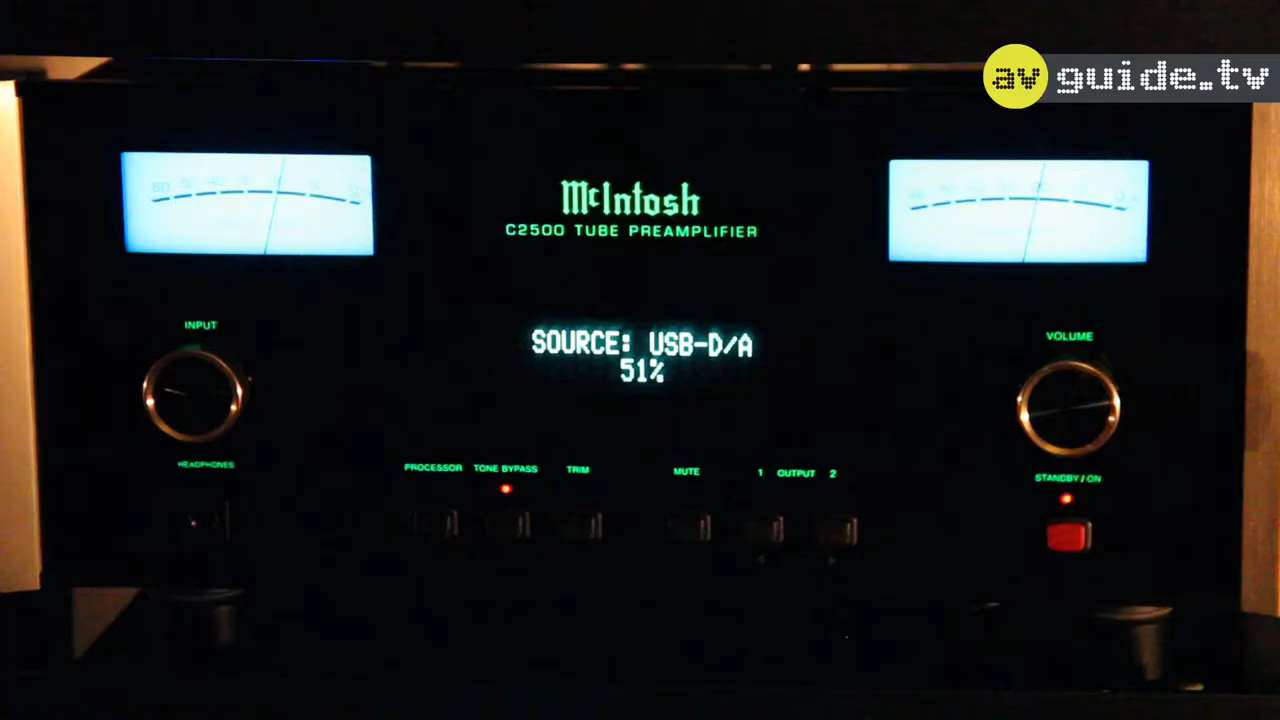 av guide.tv
McIntosh
C2500 TUBE PREAMPLIFIER
INPUT
SOURCE: USB-D/A
51%
VOLUME
HEADPHONES
PROCESSOR TONE BYPASS TRIM MUTE 1 OUTPUT 2
STANDBY / ON